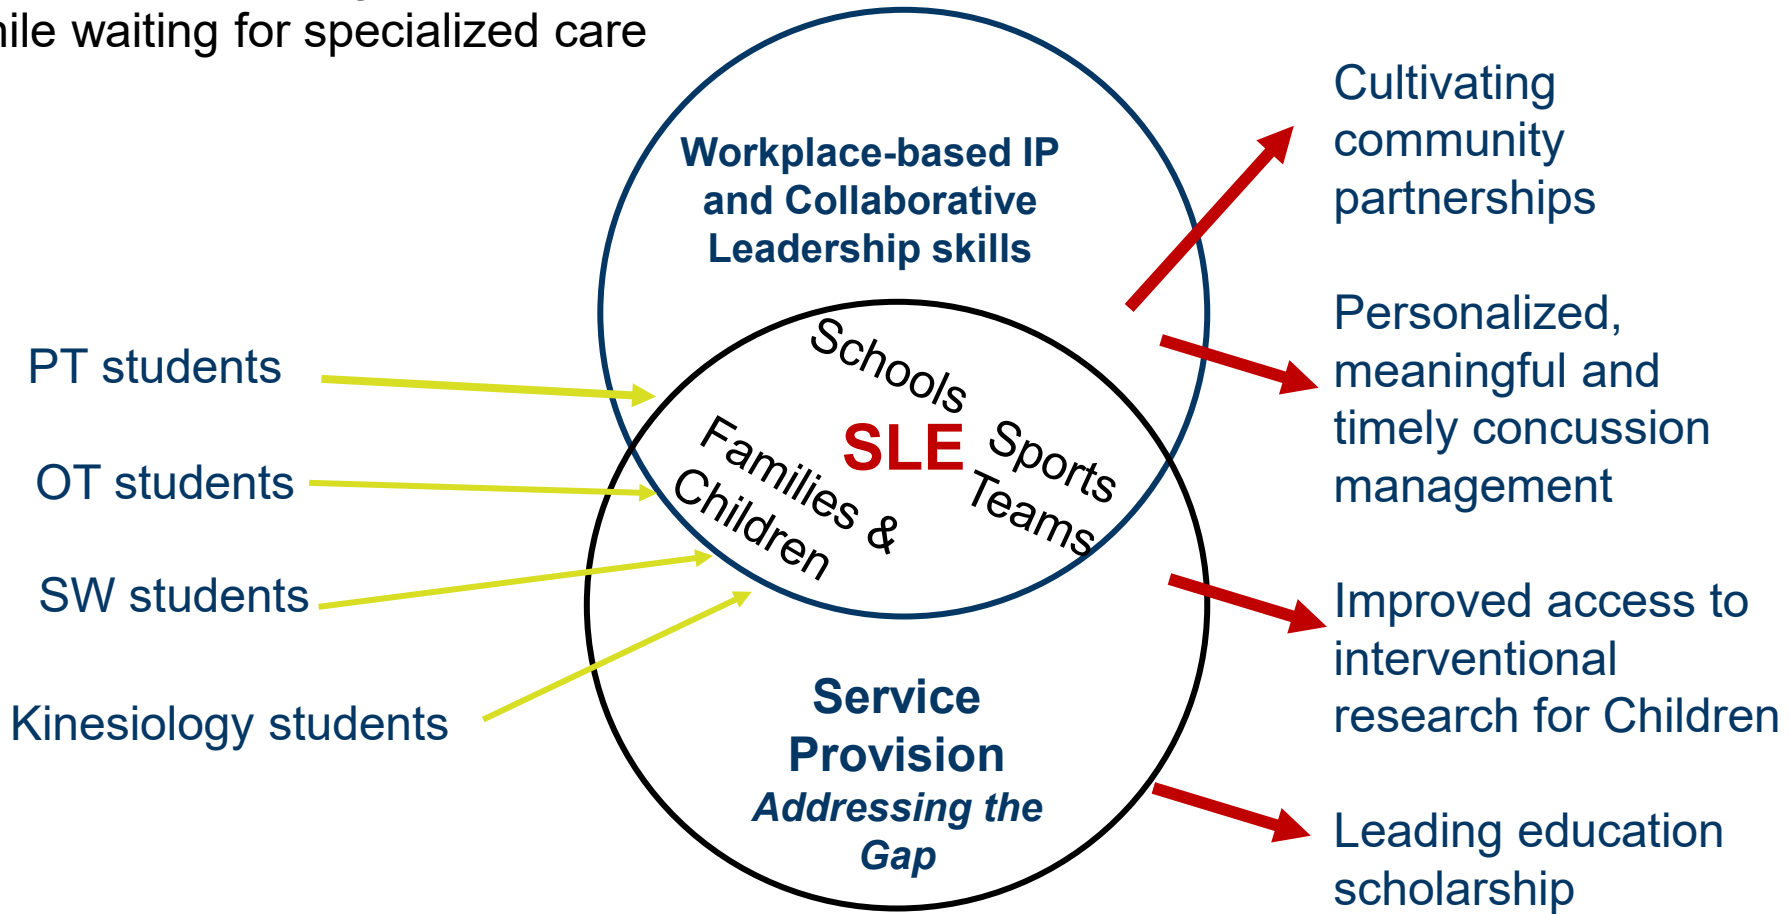 while waiting for specialized care
Workplace-based IP
and Collaborative
Leadership skills
Schools
SLE
Families &
Children
Sports
Teams
Service
Provision
Addressing the
Gap
PT students
OT students
SW students
Kinesiology students
Cultivating
community
partnerships
Personalized,
meaningful and
timely concussion
management
Improved access to
interventional
research for Children
Leading education
scholarship